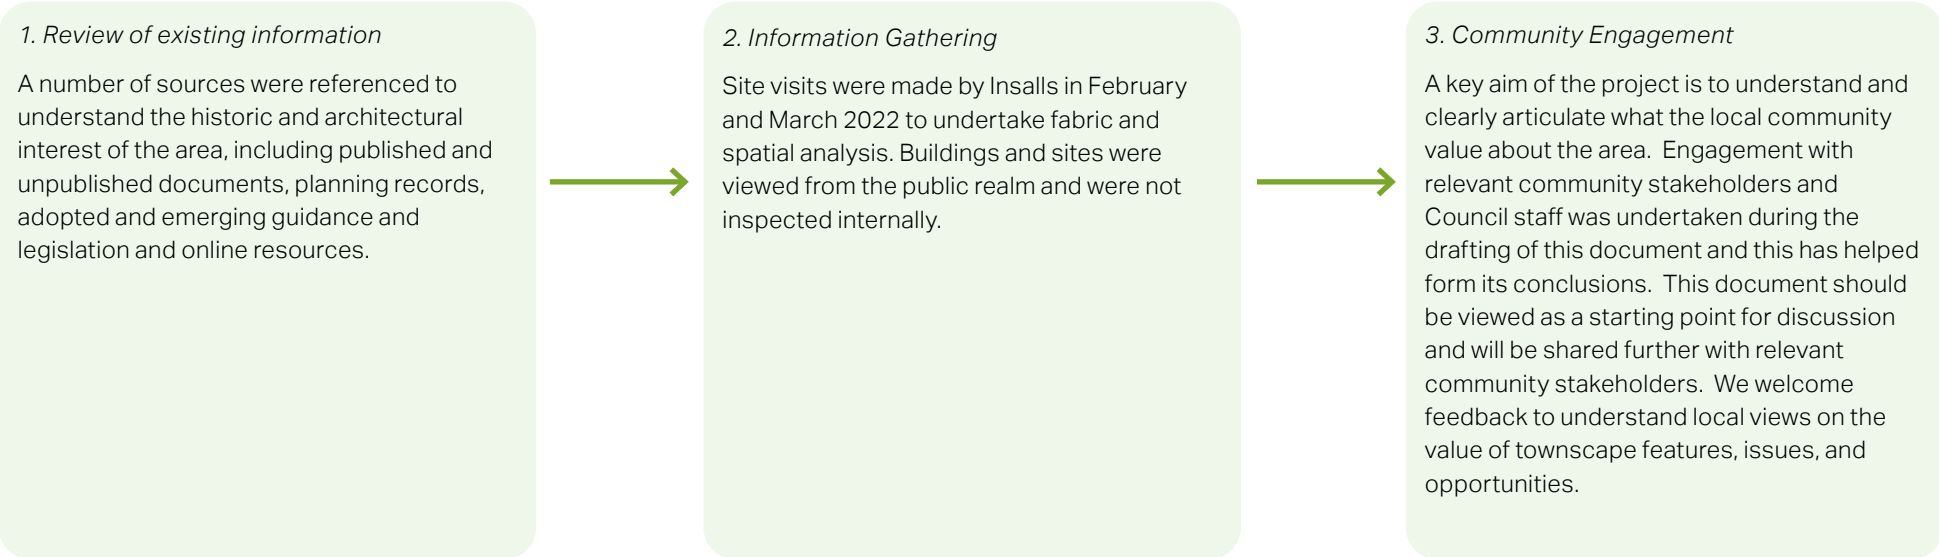 1. Review of existing information
A number of sources were referenced to
understand the historic and architectural
interest of the area, including published and
unpublished documents, planning records,
adopted and emerging guidance and
legislation and online resources.
2. Information Gathering
Site visits were made by Insalls in February
and March 2022 to undertake fabric and
spatial analysis. Buildings and sites were
viewed from the public realm and were not
inspected internally.
3. Community Engagement
A key aim of the project is to understand and
clearly articulate what the local community
value about the area.  Engagement with
relevant community stakeholders and
Council staff was undertaken during the
drafting of this document and this has helped
form its conclusions.  This document should
be viewed as a starting point for discussion
and will be shared further with relevant
community stakeholders.  We welcome
feedback to understand local views on the
value of townscape features, issues, and
opportunities.